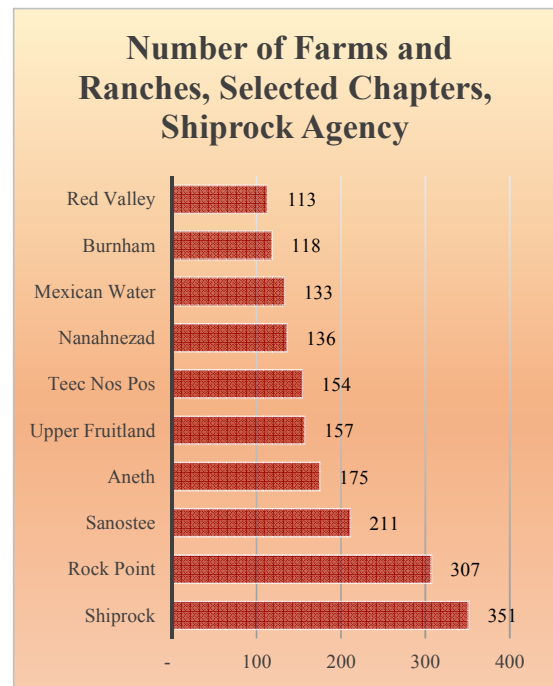 Number of Farms and
Ranches, Selected Chapters,
Shiprock Agency
Red Valley 113
Burnham 118
Mexican Water 133
Nanahnezad 136
Teec Nos Pos 154
Upper Fruitland 157
Aneth 175
Sanostee 211
Rock Point 307
Shiprock 351
- 100 200 300 400